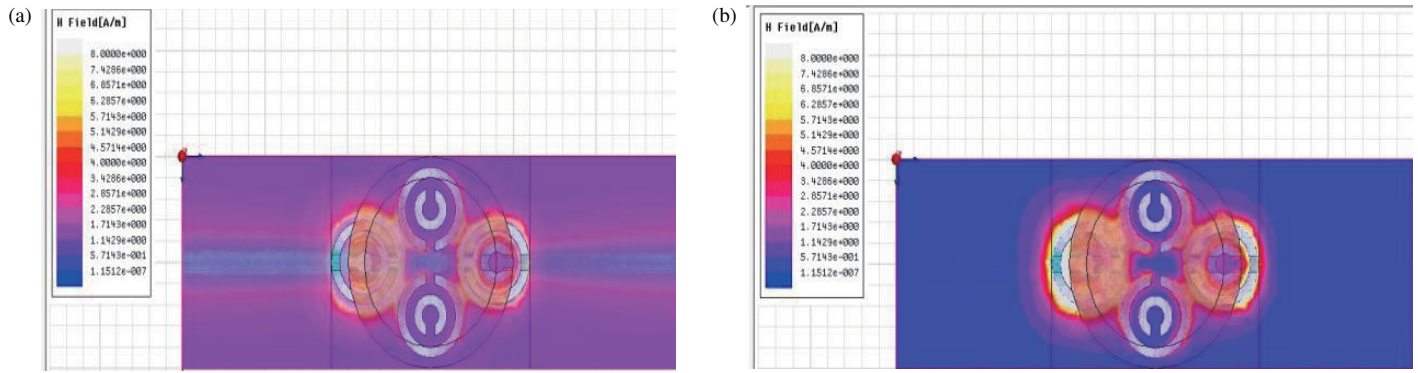 (a)
H Field[A/m]
8.0000e+000
7.4286e+000
6.8571e+000
6.2857e+000
5.7143e+000
5.1429e+000
4.5714e+000
4.0000e+000
3.4286e+000
2.8571e+000
2.2857e+000
1.7143e+000
1.1429e+000
5.7143e-001
1.1512e-007
(b)
H Field[A/m]
8.0000e+000
7.4286e+000
6.8571e+000
6.2857e+000
5.7143e+000
5.1429e+000
4.5714e+000
4.0000e+000
3.4286e+000
2.8571e+000
2.2857e+000
1.7143e+000
1.1429e+000
5.7143e-001
1.1512e-007